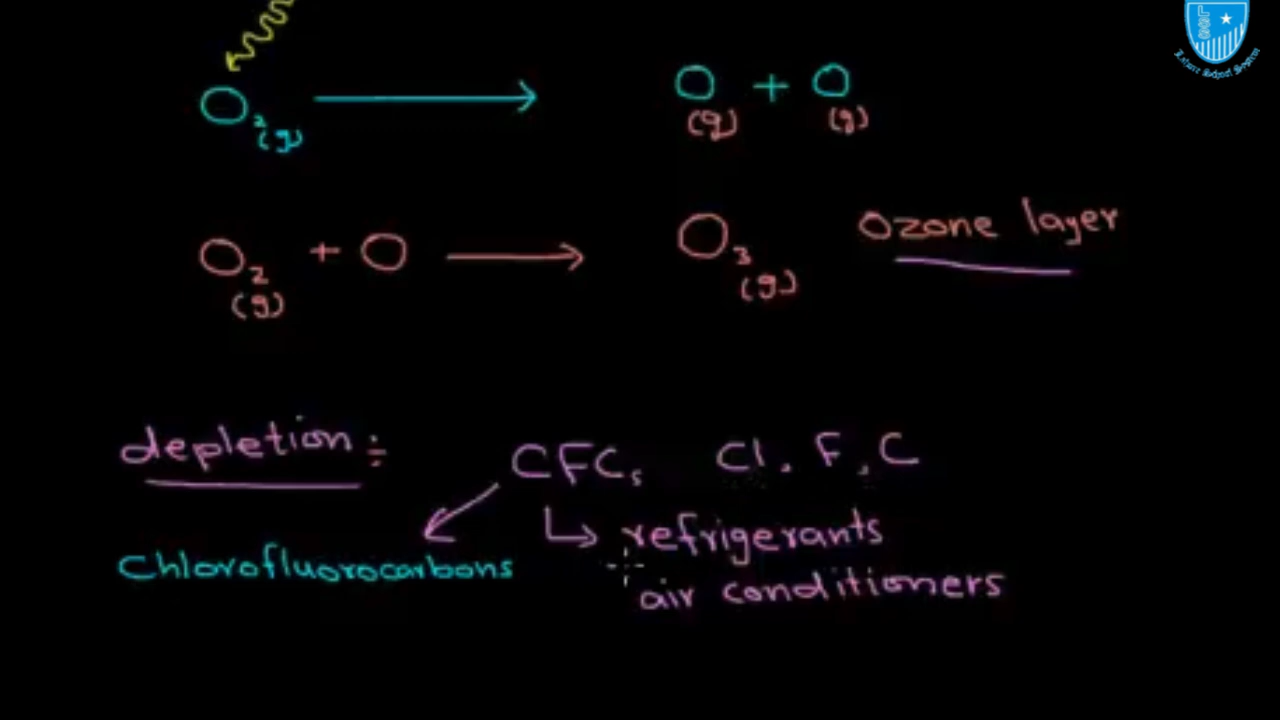 O₂(g) → O(g) + O(g)
O₂(g) + O → O₃(g) Ozone layer
depletion: CFCs Cl, F, C
Chlorofluorocarbons ↳ refrigerants
air conditioners